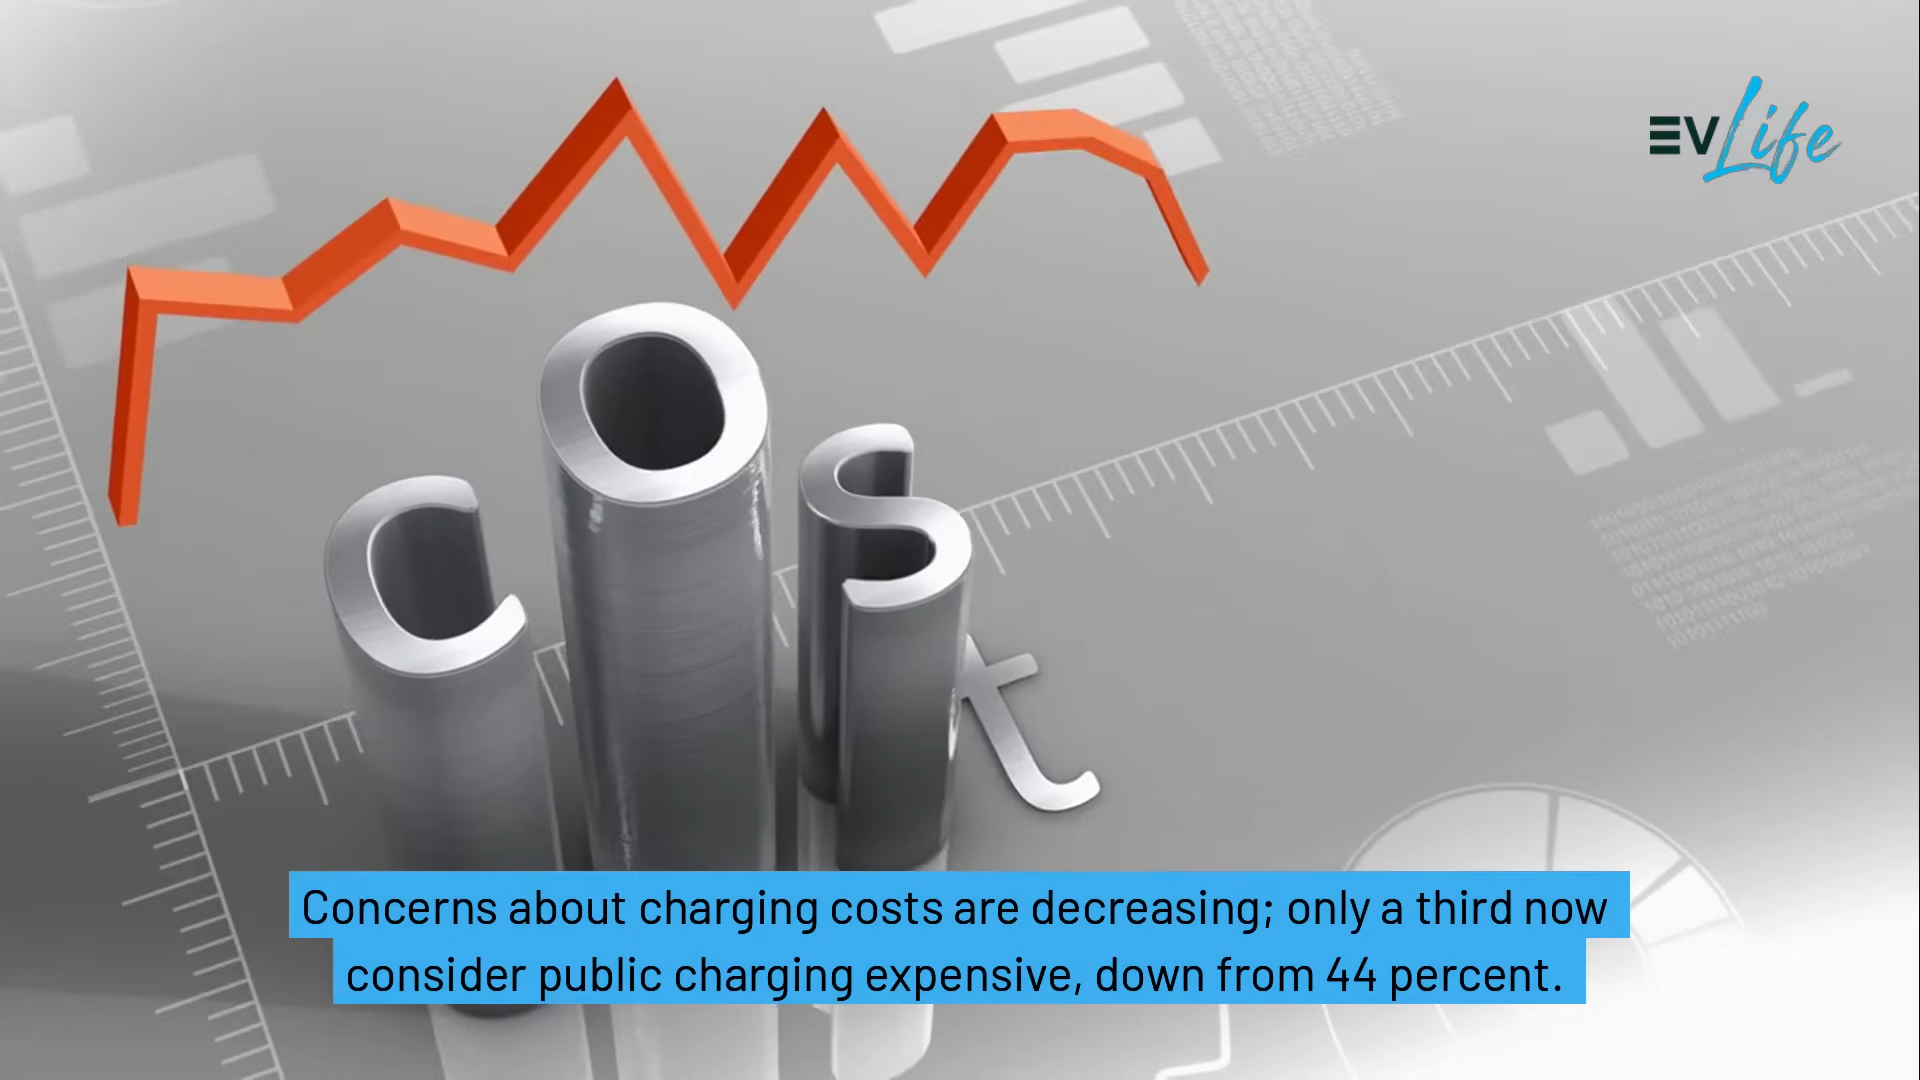 EV Life
cost
Concerns about charging costs are decreasing; only a third now
consider public charging expensive, down from 44 percent.